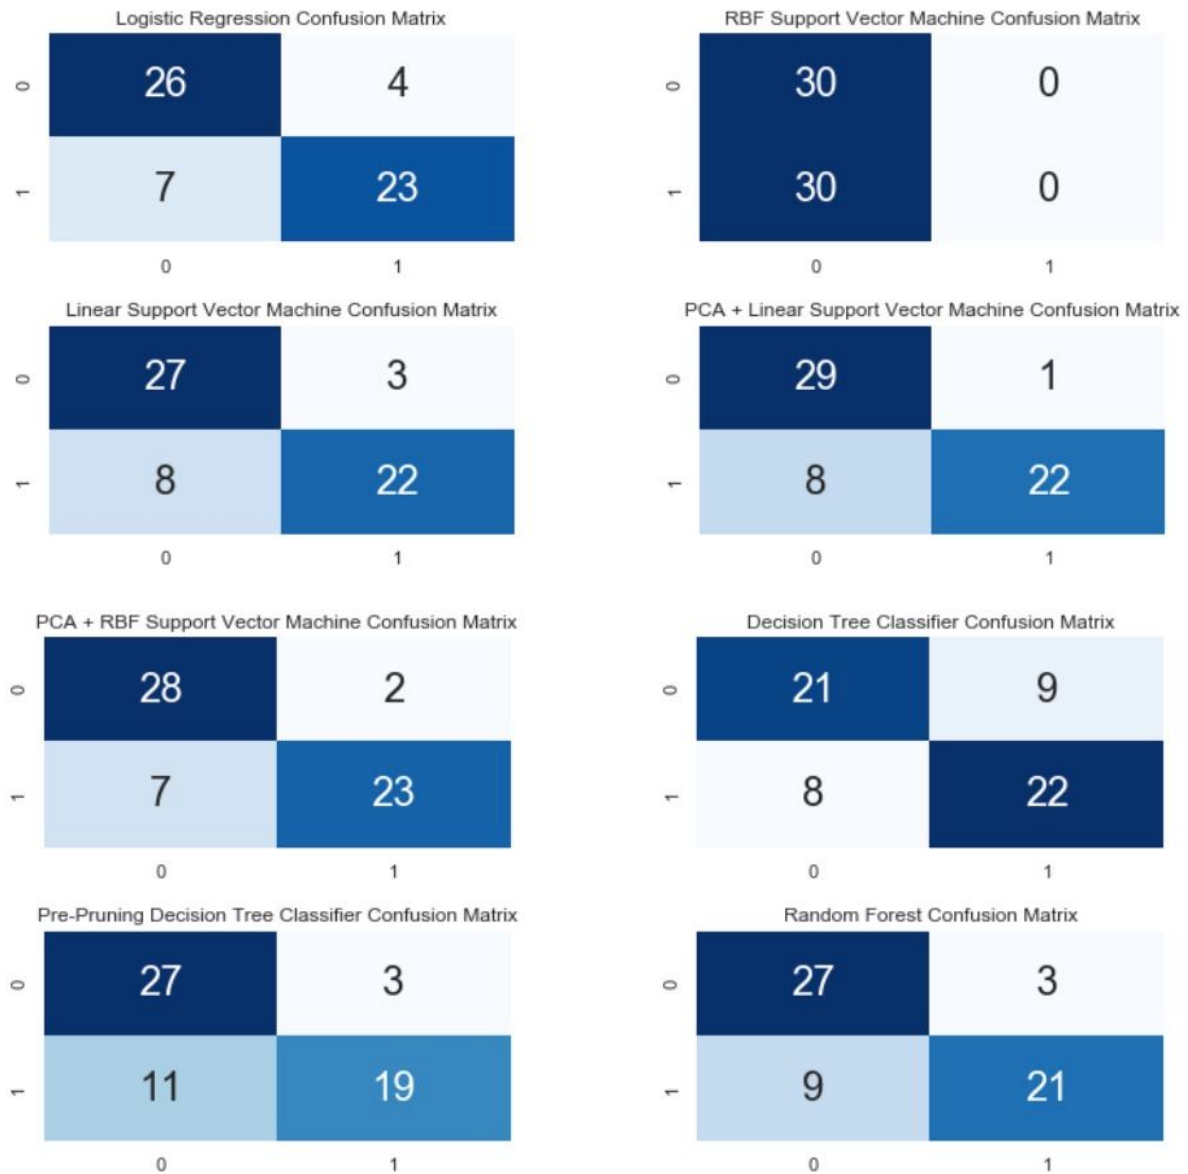 Logistic Regression Confusion Matrix
0 26 4
1 7 23
0 1
RBF Support Vector Machine Confusion Matrix
0 30 0
1 30 0
0 1
Linear Support Vector Machine Confusion Matrix
0 27 3
1 8 22
0 1
PCA + Linear Support Vector Machine Confusion Matrix
0 29 1
1 8 22
0 1
PCA + RBF Support Vector Machine Confusion Matrix
0 28 2
1 7 23
0 1
Decision Tree Classifier Confusion Matrix
0 21 9
1 8 22
0 1
Pre-Pruning Decision Tree Classifier Confusion Matrix
0 27 3
1 11 19
0 1
Random Forest Confusion Matrix
0 27 3
1 9 21
0 1